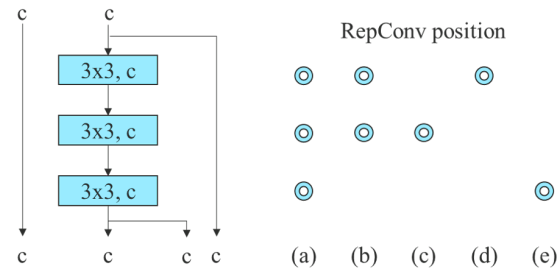 c c
RepConv position
3x3, c
3x3, c
3x3, c
c c c c (a) (b) (c) (d) (e)